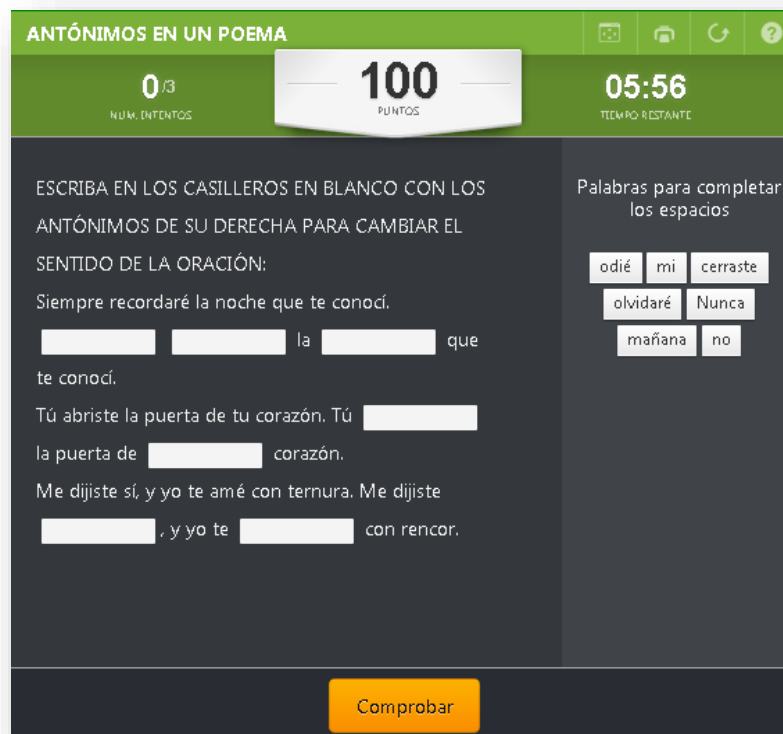 ANTÓNIMOS EN UN POEMA
0/3
NUM. INTENTOS
100
PUNTOS
05:56
TIEMPO RESTANTE
ESCRIBA EN LOS CASILLEROS EN BLANCO CON LOS
ANTÓNIMOS DE SU DERECHA PARA CAMBIAR EL
SENTIDO DE LA ORACIÓN:
Siempre recordaré la noche que te conocí.
la que
te conocí.
Tú abriste la puerta de tu corazón. Tú
la puerta de corazón.
Me dijiste sí, y yo te amé con ternura. Me dijiste
, y yo te con rencor.
Palabras para completar
los espacios
odié mi cerraste
olvidaré Nunca
mañana no
Comprobar